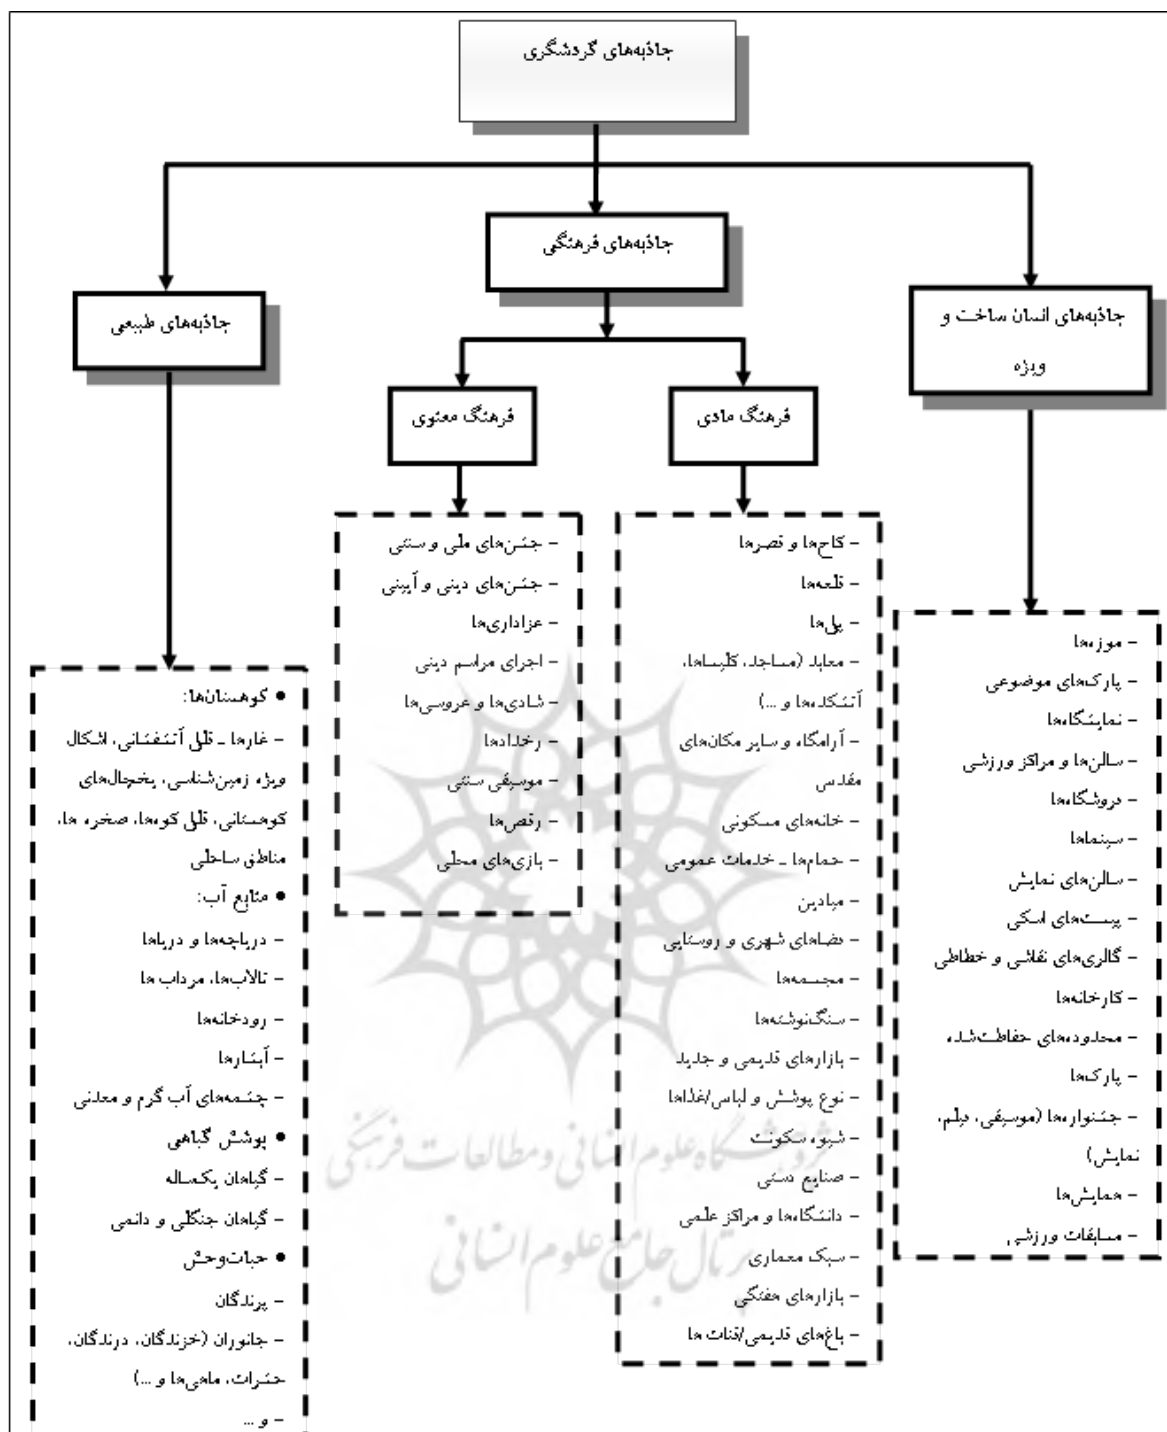 جاذبه‌های گردشگری
جاذبه‌های فرهنگی
جاذبه‌های انسان ساخت و
ویژه
جاذبه‌های طبیعی
فرهنگ مادی
فرهنگ معنوی
- موزه‌ها
- پارک‌های موضوعی
- نمایشگاه‌ها
- سالن‌ها و مراکز ورزشی
- فروشگاه‌ها
- سینماها
- سالن‌های نمایش
- پیست‌های اسکی
- گالری‌های نقاشی و خطاطی
- کارخانه‌ها
- محدوده‌های حفاظت‌شده
- پارک‌ها
- جشنواره‌ها (موسیقی، فیلم،
نمایش)
- همایش‌ها
- مسابقات ورزشی
- کاخ‌ها و قصرها
- قلعه‌ها
- پل‌ها
- معابد (مساجد، کلیساها،
آتشکده‌ها و ...)
- آرامگاه و سایر مکان‌های
مقدس
- خانه‌های مسکونی
- حمام‌ها ـ خدمات عمومی
- میادین
- فضاهای شهری و روستایی
- مجسمه‌ها
- سنگ‌نوشته‌ها
- بازارهای قدیمی و جدید
- نوع پوشش و لباس/غذاها
- شیوه سکونت
- صنایع دستی
- دانشگاه‌ها و مراکز علمی
- سبک معماری
- بازارهای هفتگی
- باغ‌های قدیمی/قنات ها
- جشن‌های ملی و سنتی
- جشن‌های دینی و آیینی
- عزاداری‌ها
- اجرای مراسم دینی
- شادی‌ها و عروسی‌ها
- رخدادها
- موسیقی سنتی
- رقص‌ها
- بازی‌های محلی
● کوهستان‌ها:
- غارها ـ قلل آتشفشانی، اشکال
ویژه زمین‌شناسی، یخچال‌های
کوهستانی، قلل کوه‌ها، صخره ها،
مناطق ساحلی
● منابع آب:
- دریاچه‌ها و دریاها
- تالاب‌ها، مرداب ها
- رودخانه‌ها
- آبشارها
- چشمه‌های آب گرم و معدنی
● پوشش گیاهی
- گیاهان یکساله
- گیاهان جنگلی و دائمی
● حیات‌وحش
- پرندگان
- جانوران (خزندگان، درندگان،
حشرات، ماهی‌ها و ...)
- و ...
پژوهشگاه علوم انسانی و مطالعات فرهنگی
پرتال جامع علوم انسانی